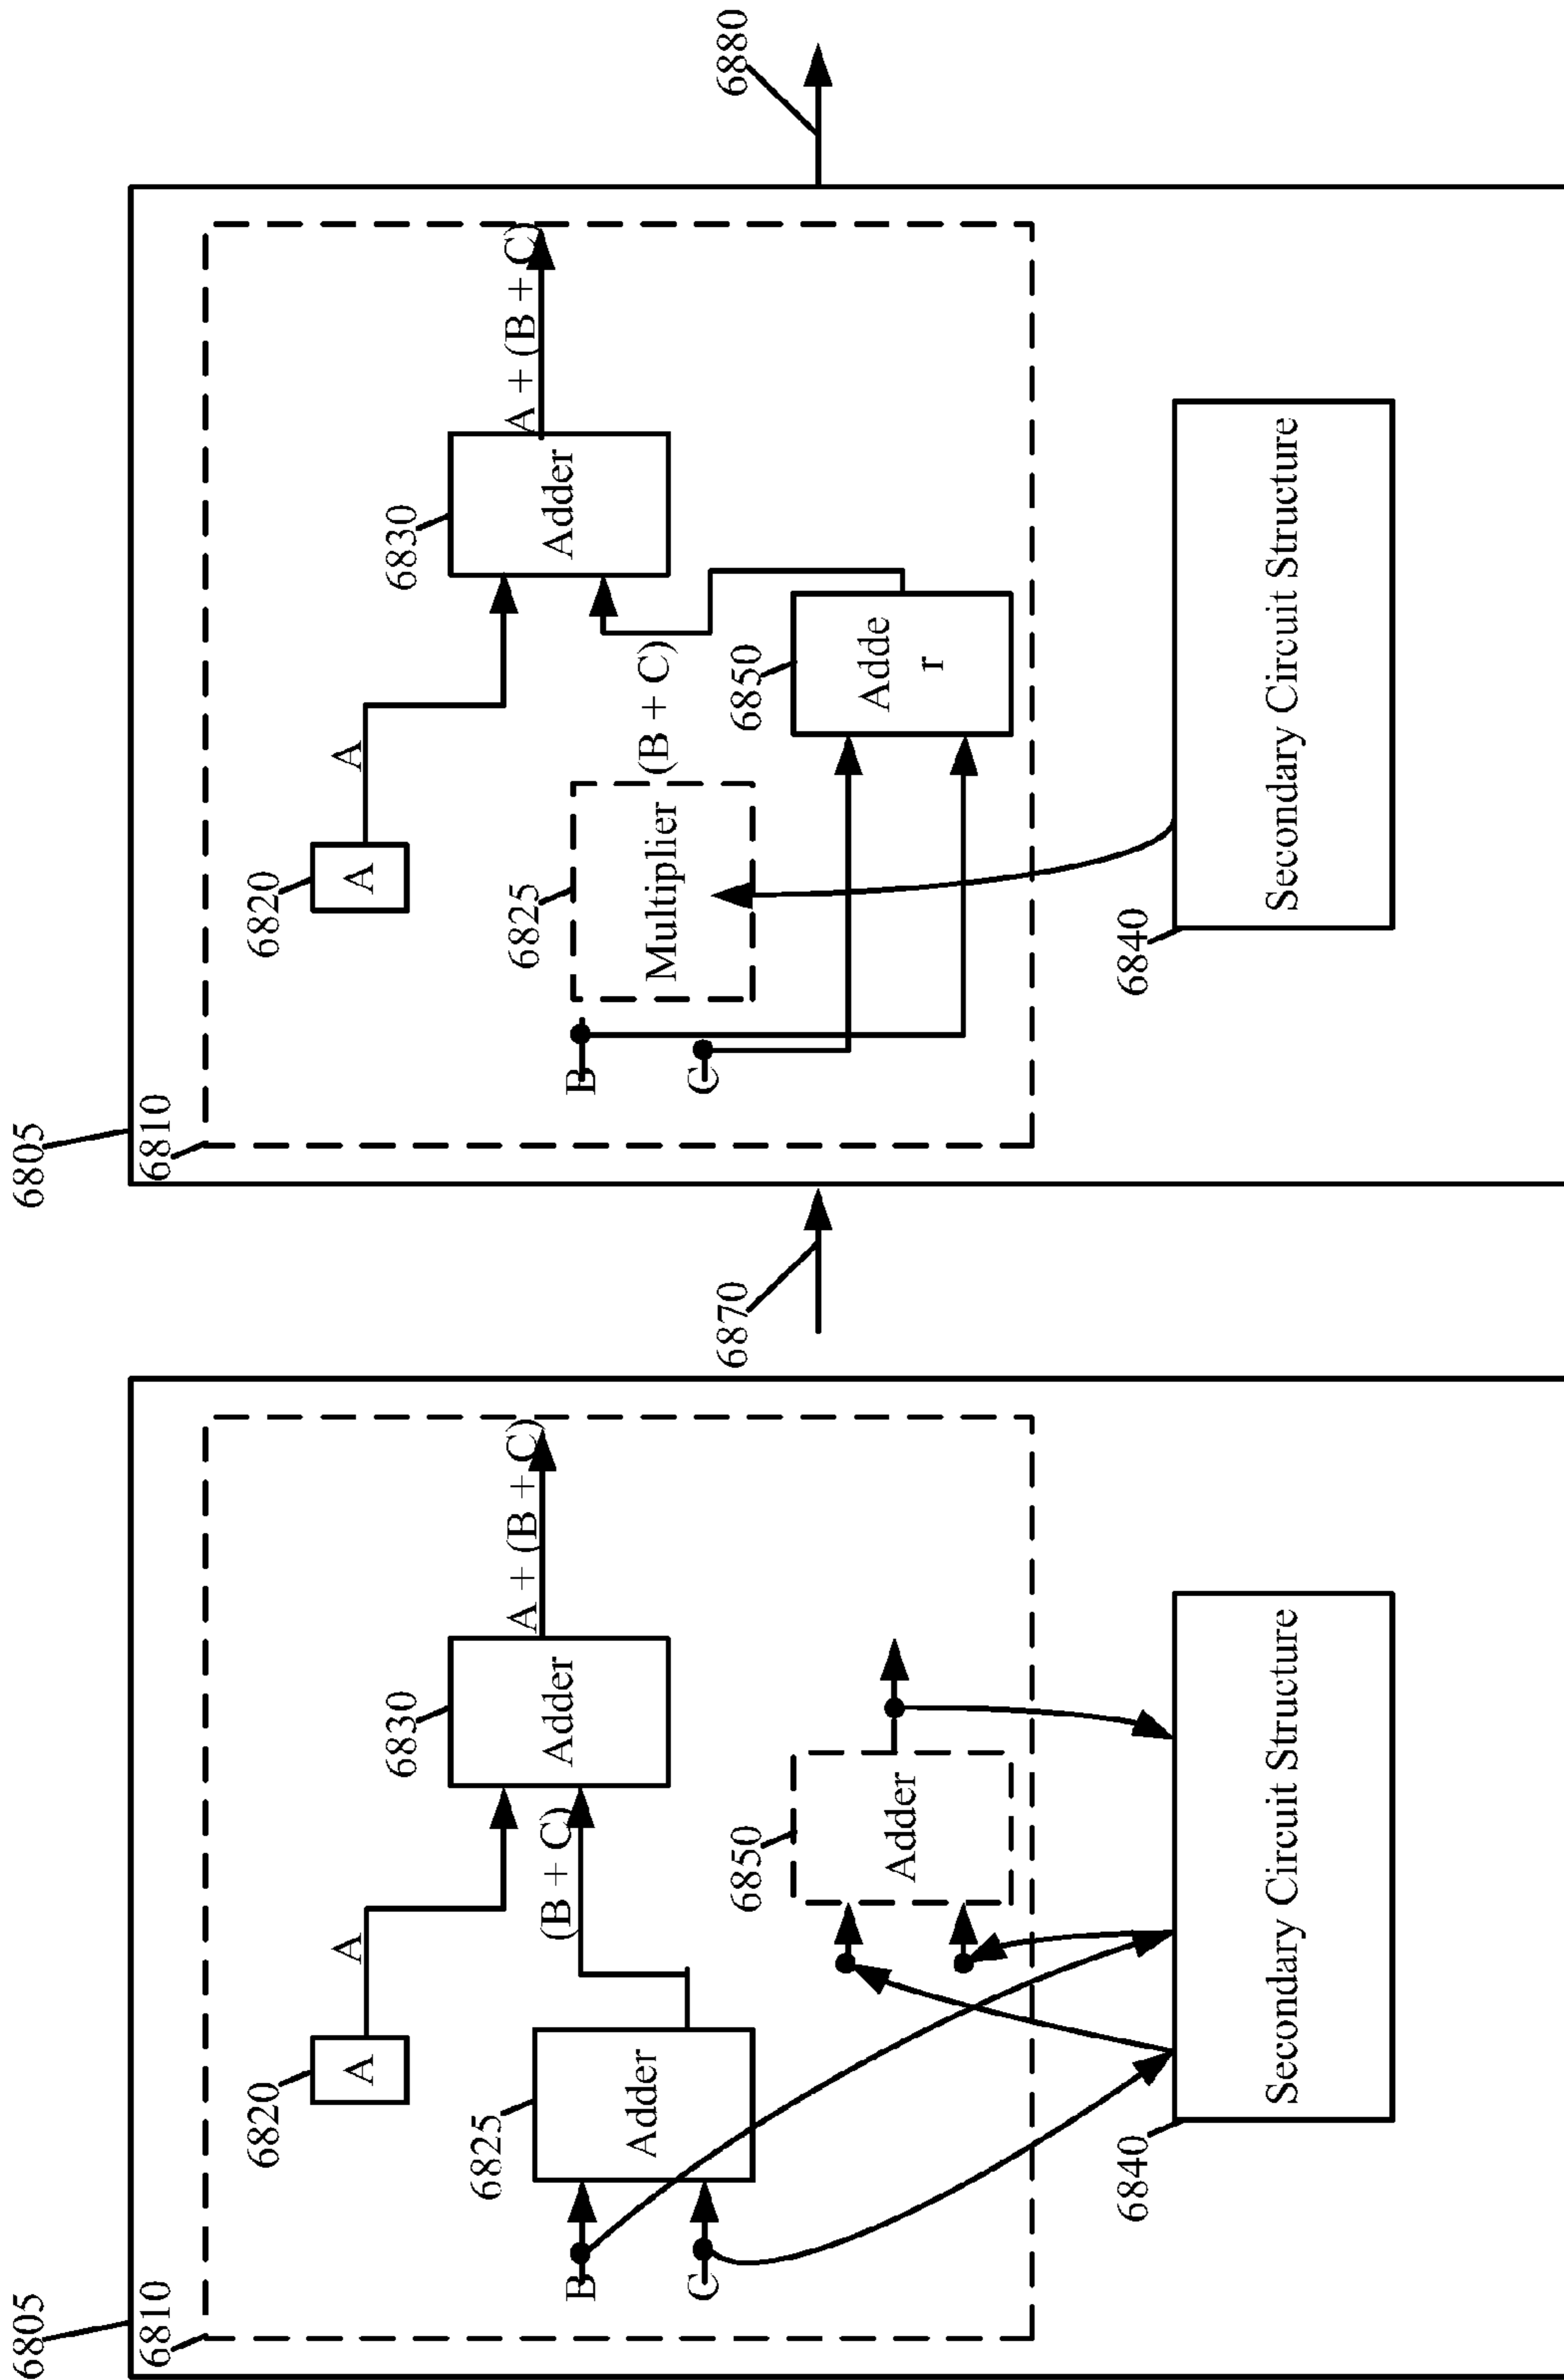 6805
6810
6820
A
A
6825
Adder
B
C
(B + C)
6830
Adder
A + (B + C)
6850
Adder
6840
Secondary Circuit Structure
6870
6805
6810
6820
A
A
6825
Multiplier
B
C
(B + C)
6830
Adder
A + (B + C)
6850
Adde
r
6840
Secondary Circuit Structure
6880